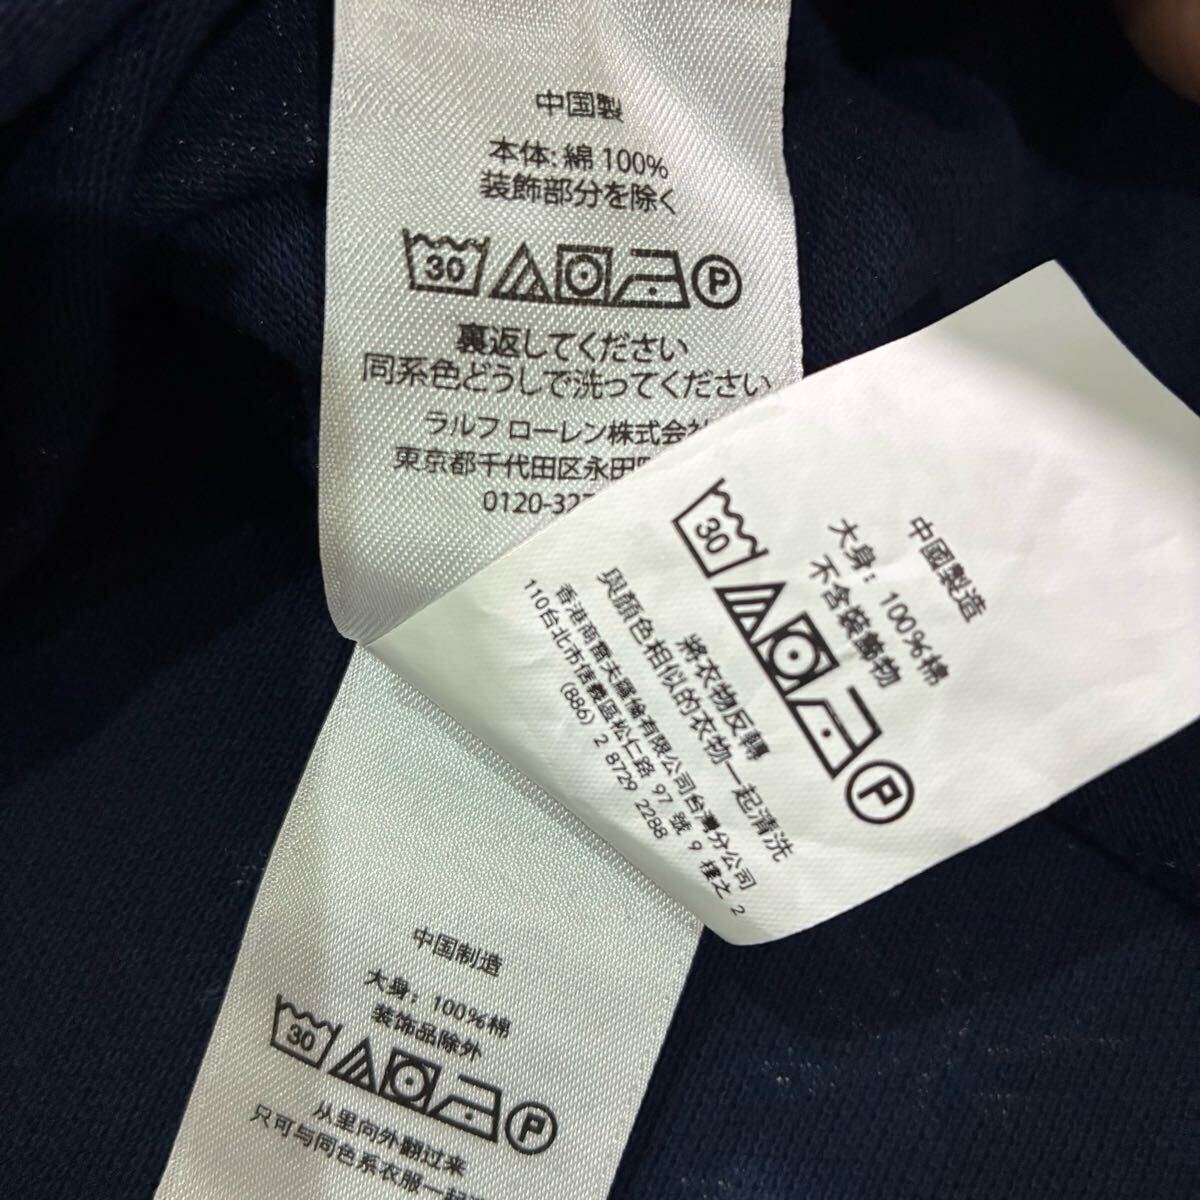 中国製
本体: 綿 100%
装飾部分を除く
30 P
裏返してください
同系色どうしで洗ってください
ラルフ ローレン株式会
東京都千代田区永田
0120-32
中國製造
大身: 100%棉
不含裝飾物
30 P
將衣物反轉
與顏色相似的衣物一起清洗
香港商雷夫羅倫有限公司台灣分公司
110台北市信義區松仁路 97 號 9 樓之 2
(886) 2 8729 2288
中国制造
大身: 100%棉
装饰品除外
30 P
从里向外翻过来
只可与同色系衣服一起